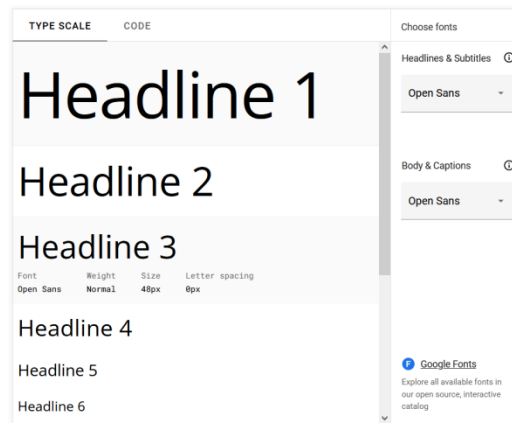 TYPE SCALE CODE
Choose fonts
Headlines & Subtitles
Headline 1
Open Sans
Headline 2
Body & Captions
Open Sans
Headline 3
Font Weight Size Letter spacing
Open Sans Normal 48px 0px
Headline 4
Headline 5
Headline 6
F Google Fonts
Explore all available fonts in
our open source, interactive
catalog